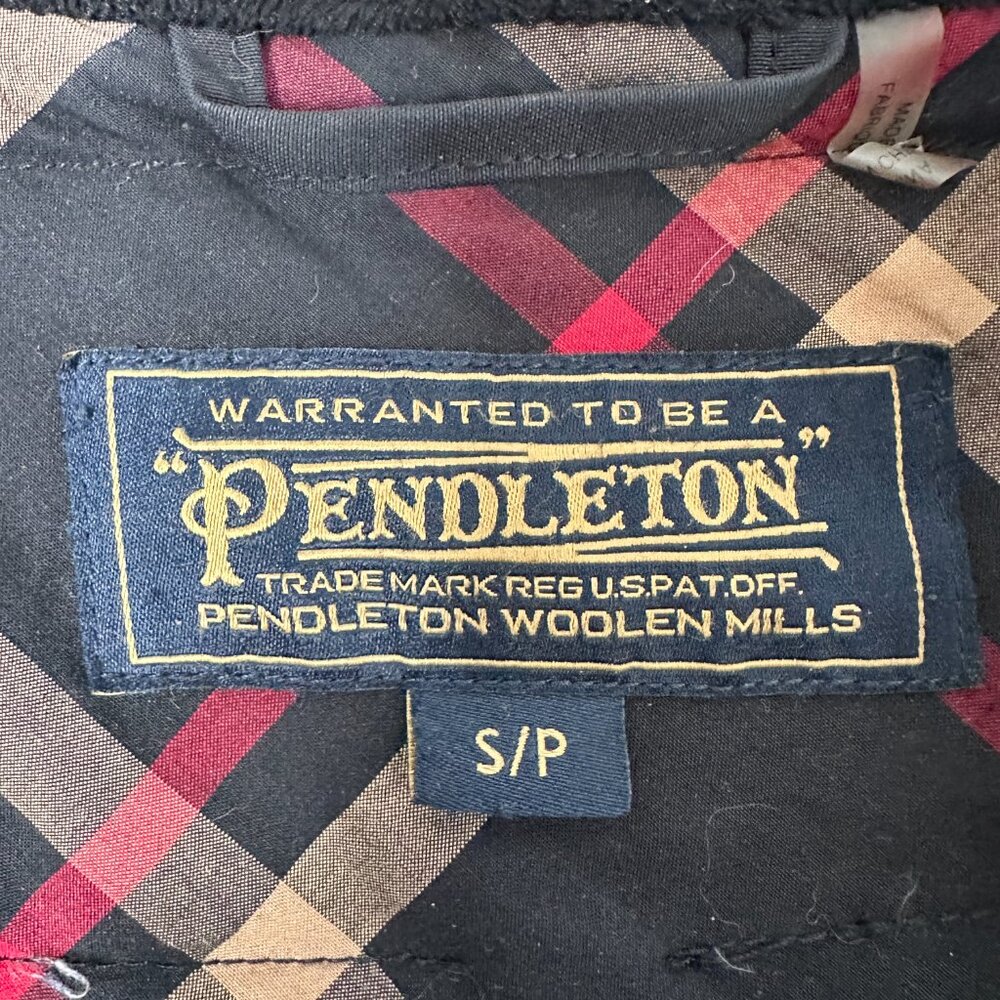 WARRANTED TO BE A
"PENDLETON"
TRADE MARK REG U.S. PAT. OFF.
PENDLETON WOOLEN MILLS
S/P